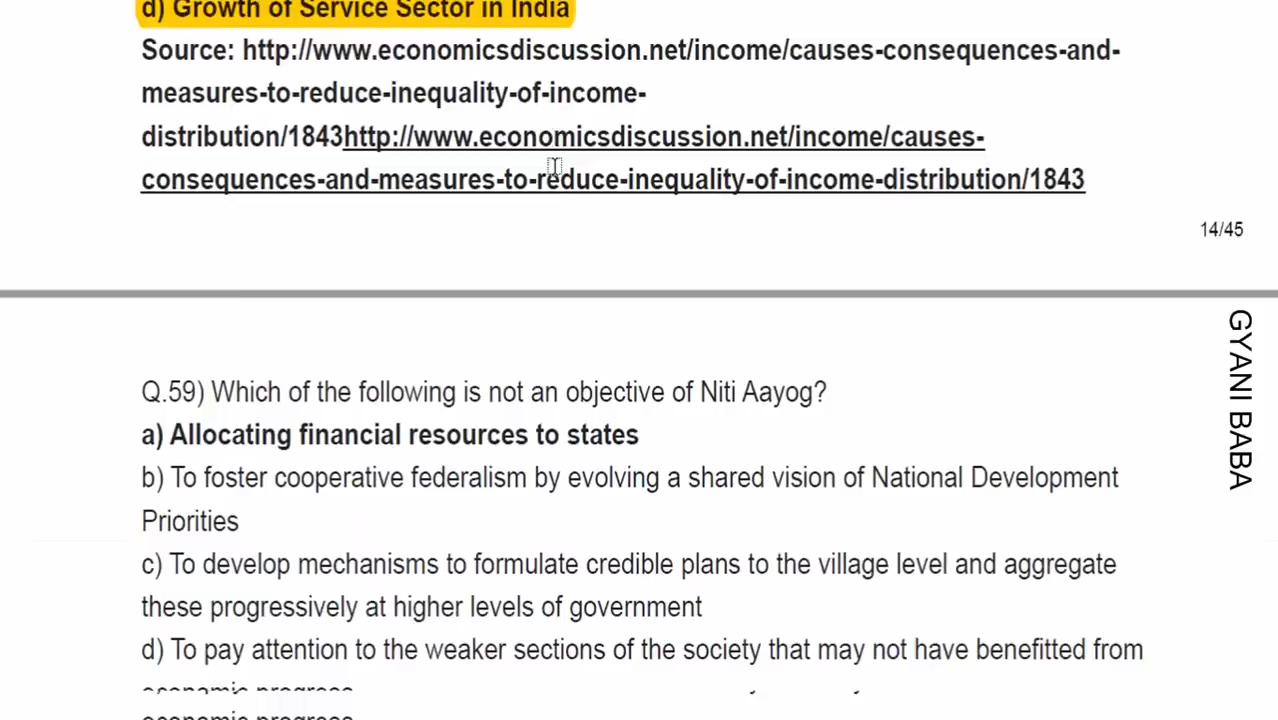 d) Growth of Service Sector in India
Source: http://www.economicsdiscussion.net/income/causes-consequences-and-
measures-to-reduce-inequality-of-income-
distribution/1843http://www.economicsdiscussion.net/income/causes-
consequences-and-measures-to-reduce-inequality-of-income-distribution/1843
14/45
GYANI BABA
Q.59) Which of the following is not an objective of Niti Aayog?
a) Allocating financial resources to states
b) To foster cooperative federalism by evolving a shared vision of National Development
Priorities
c) To develop mechanisms to formulate credible plans to the village level and aggregate
these progressively at higher levels of government
d) To pay attention to the weaker sections of the society that may not have benefitted from
economic progress
economic progress